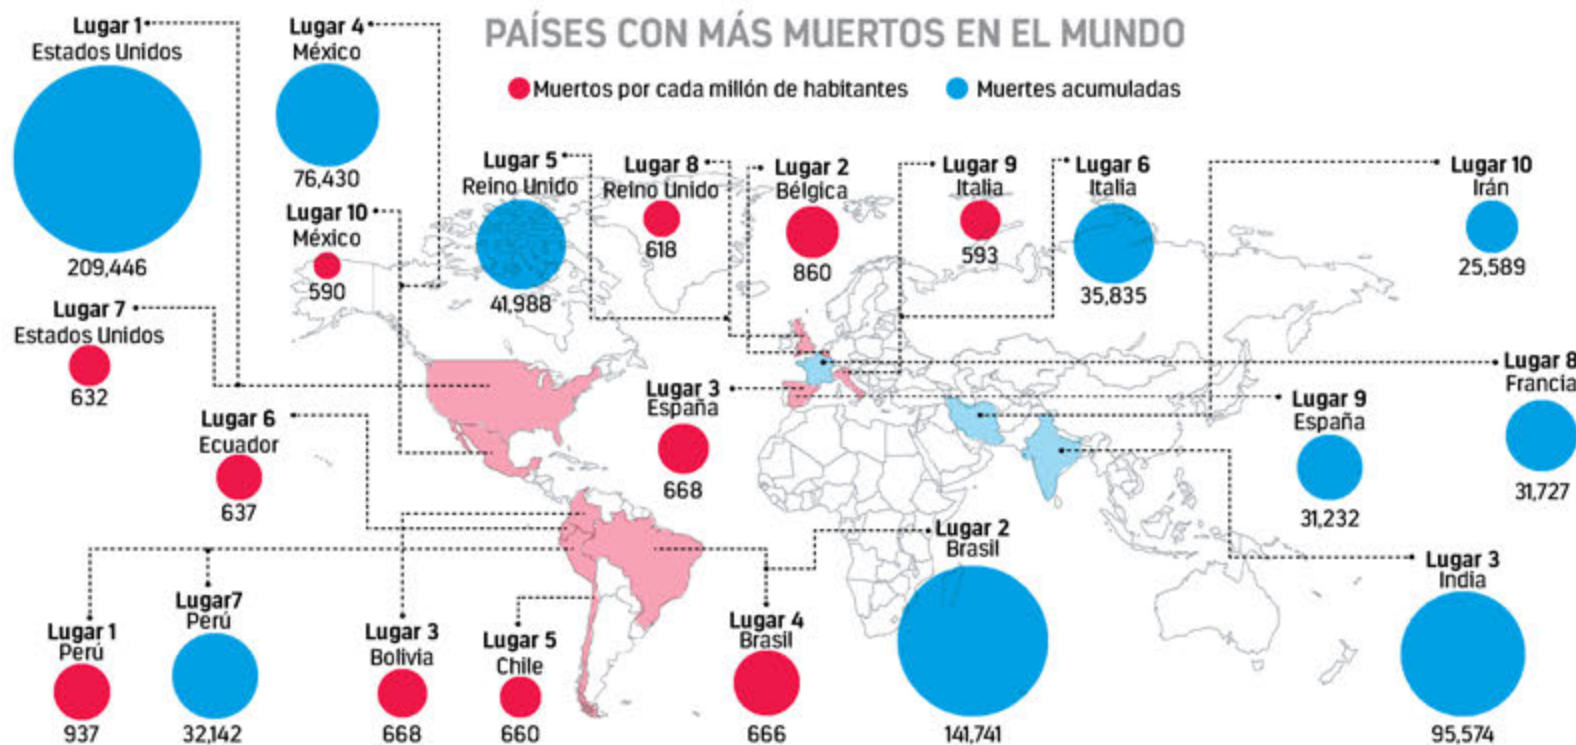 PAÍSES CON MÁS MUERTOS EN EL MUNDO
Muertos por cada millón de habitantes
Muertes acumuladas
Lugar 1
Estados Unidos
209,446
Lugar 4
México
76,430
Lugar 10
México
590
Lugar 7
Estados Unidos
632
Lugar 5
Reino Unido
41,988
Lugar 8
Reino Unido
618
Lugar 2
Bélgica
860
Lugar 9
Italia
593
Lugar 6
Italia
35,835
Lugar 10
Irán
25,589
Lugar 8
Francia
31,727
Lugar 6
Ecuador
637
Lugar 3
España
668
Lugar 9
España
31,232
Lugar 1
Perú
937
Lugar7
Perú
32,142
Lugar 3
Bolivia
668
Lugar 5
Chile
660
Lugar 4
Brasil
666
Lugar 2
Brasil
141,741
Lugar 3
India
95,574